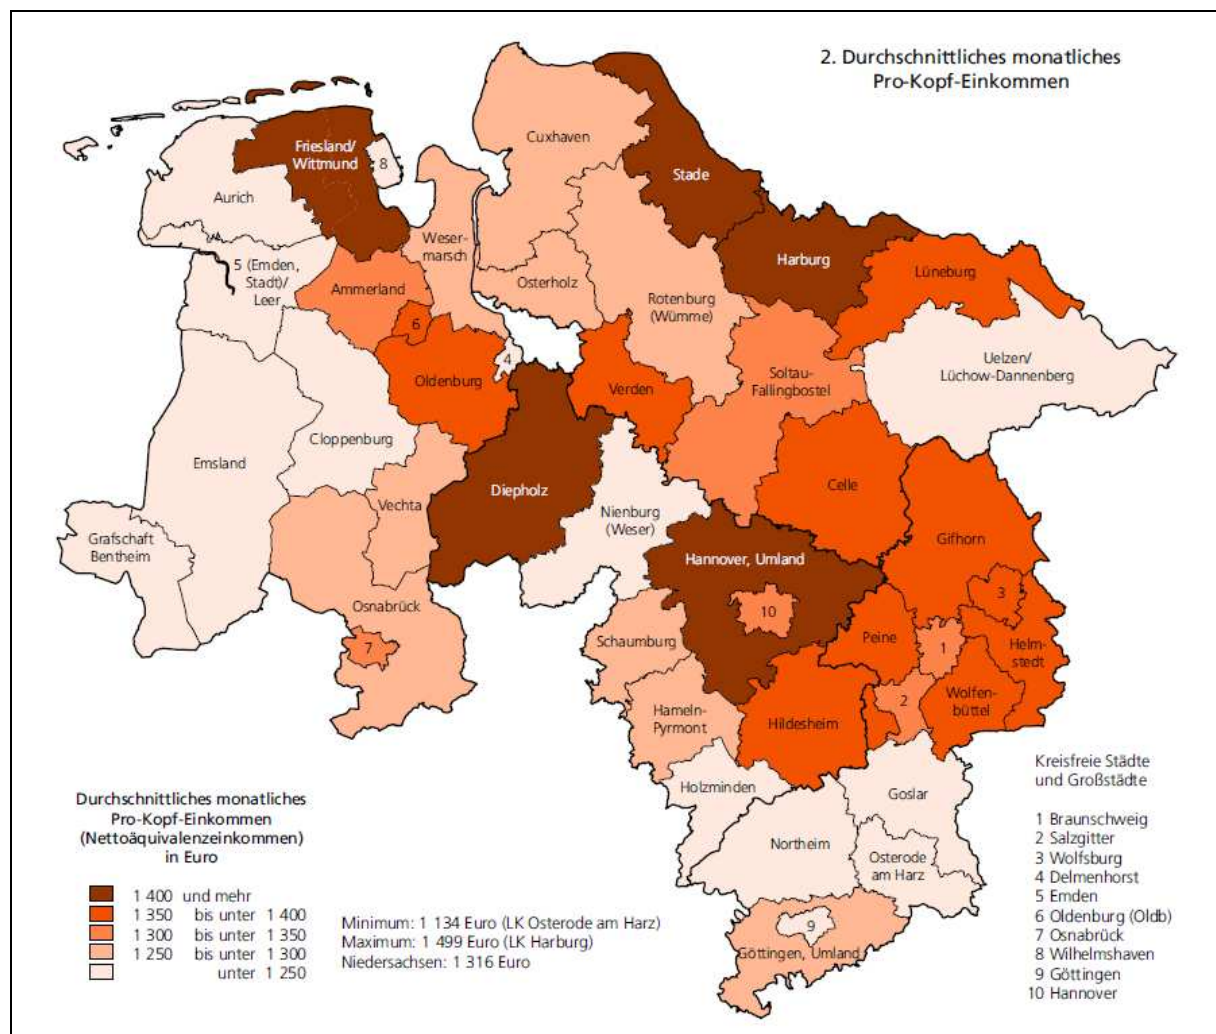 2. Durchschnittliches monatliches
Pro-Kopf-Einkommen
Cuxhaven
Friesland/
Wittmund
8
Stade
Aurich
Weser-
marsch
Harburg
Lüneburg
5 (Emden,
Stadt)/
Leer
Ammerland
Osterholz
Rotenburg
(Wümme)
6
4
Uelzen/
Lüchow-Dannenberg
Oldenburg
Verden
Soltau-
Fallingbostel
Cloppenburg
Emsland
Diepholz
Celle
Vechta
Nienburg
(Weser)
Grafschaft
Bentheim
Gifhorn
Hannover, Umland
3
Osnabrück
10
7
Schaumburg
Peine
1
Helm-
stedt
2
Wolfen-
büttel
Hameln-
Pyrmont
Hildesheim
Holzminden
Goslar
Northeim
Osterode
am Harz
9
Göttingen, Umland
Durchschnittliches monatliches
Pro-Kopf-Einkommen
(Nettoäquivalenzeinkommen)
in Euro
1 400 und mehr
1 350 bis unter 1 400
1 300 bis unter 1 350
1 250 bis unter 1 300
unter 1 250
Minimum: 1 134 Euro (LK Osterode am Harz)
Maximum: 1 499 Euro (LK Harburg)
Niedersachsen: 1 316 Euro
Kreisfreie Städte
und Großstädte
1 Braunschweig
2 Salzgitter
3 Wolfsburg
4 Delmenhorst
5 Emden
6 Oldenburg (Oldb)
7 Osnabrück
8 Wilhelmshaven
9 Göttingen
10 Hannover